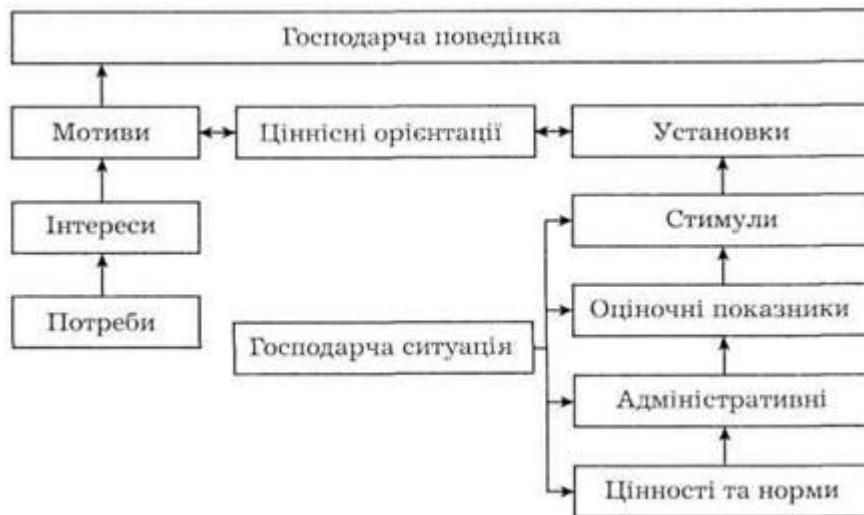 Господарча поведінка
Мотиви
Ціннісні орієнтації
Установки
Інтереси
Стимули
Потреби
Оціночні показники
Господарча ситуація
Адміністративні
Цінності та норми